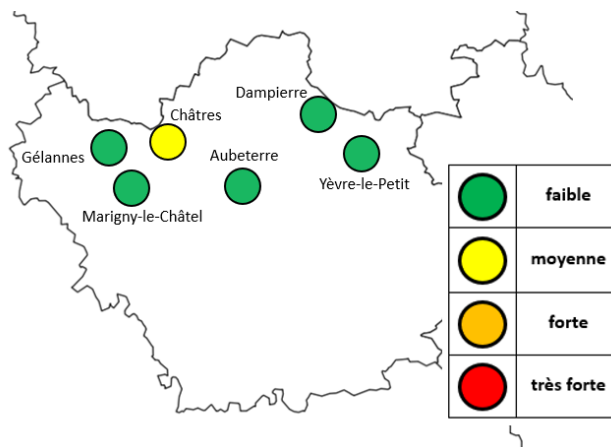 Dampierre
Châtres
Gélannes
Aubeterre
Yèvre-le-Petit
Marigny-le-Châtel
faible
moyenne
forte
très forte